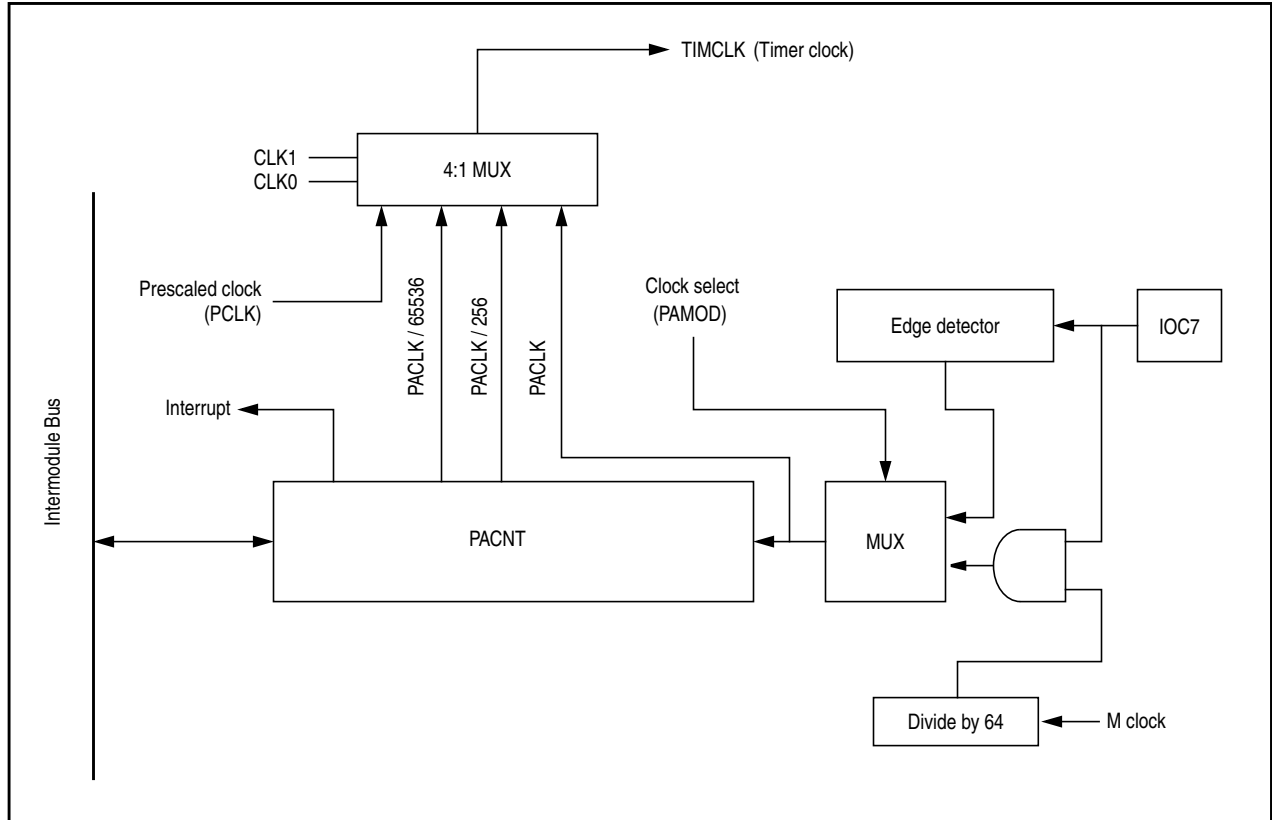 TIMCLK (Timer clock)
CLK1
CLK0
4:1 MUX
Prescaled clock
(PCLK)
PACLK / 65536
PACLK / 256
PACLK
Clock select
(PAMOD)
Edge detector
IOC7
Interrupt
Intermodule Bus
PACNT
MUX
Divide by 64
M clock